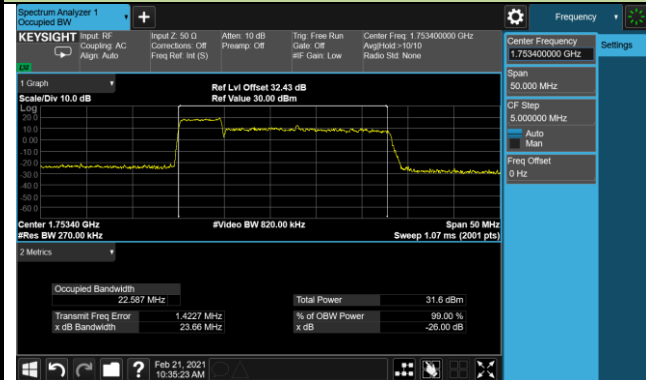 Spectrum Analyzer 1
Occupied BW
Frequency
KEYSIGHT
Input: RF
Coupling: AC
Align: Auto
Input Z: 50 Ω
Corrections: Off
Freq Ref: Int (S)
Atten: 10 dB
Preamp: Off
Trig: Free Run
Gate: Off
#IF Gain: Low
Center Freq: 1.753400000 GHz
Avg|Hold:>10/10
Radio Std: None
Center Frequency
1.753400000 GHz
Settings
Span
50.000 MHz
CF Step
5.000000 MHz
Auto
Man
Freq Offset
0 Hz
1 Graph
Scale/Div 10.0 dB
Ref Lvl Offset 32.43 dB
Ref Value 30.00 dBm
Log
20.0
10.0
0.00
-10.0
-20.0
-30.0
-40.0
-50.0
-60.0
Center 1.75340 GHz
#Res BW 270.00 kHz
#Video BW 820.00 kHz
Span 50 MHz
Sweep 1.07 ms (2001 pts)
2 Metrics
Occupied Bandwidth
22.587 MHz
Total Power 31.6 dBm
Transmit Freq Error 1.4227 MHz
% of OBW Power 99.00 %
x dB Bandwidth 23.66 MHz
x dB -26.00 dB
Feb 21, 2021
10:35:23 AM